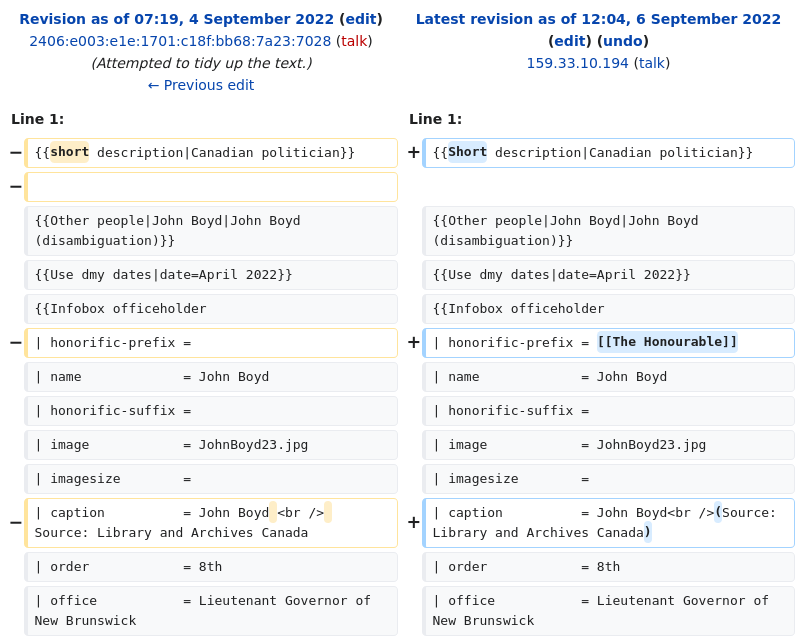 Revision as of 07:19, 4 September 2022 (edit)
2406:e003:e1e:1701:c18f:bb68:7a23:7028 (talk)
(Attempted to tidy up the text.)
← Previous edit
Latest revision as of 12:04, 6 September 2022
(edit) (undo)
159.33.10.194 (talk)
Line 1:
Line 1:
− {{short description|Canadian politician}}
+ {{Short description|Canadian politician}}
−
{{Other people|John Boyd|John Boyd
(disambiguation)}}
{{Other people|John Boyd|John Boyd
(disambiguation)}}
{{Use dmy dates|date=April 2022}}
{{Use dmy dates|date=April 2022}}
{{Infobox officeholder
{{Infobox officeholder
− | honorific-prefix =
+ | honorific-prefix = [[The Honourable]]
| name             = John Boyd
| name             = John Boyd
| honorific-suffix =
| honorific-suffix =
| image            = JohnBoyd23.jpg
| image            = JohnBoyd23.jpg
| imagesize        =
| imagesize        =
− | caption          = John Boyd <br />
Source: Library and Archives Canada
+ | caption          = John Boyd<br />(Source:
Library and Archives Canada)
| order            = 8th
| order            = 8th
| office           = Lieutenant Governor of
New Brunswick
| office           = Lieutenant Governor of
New Brunswick